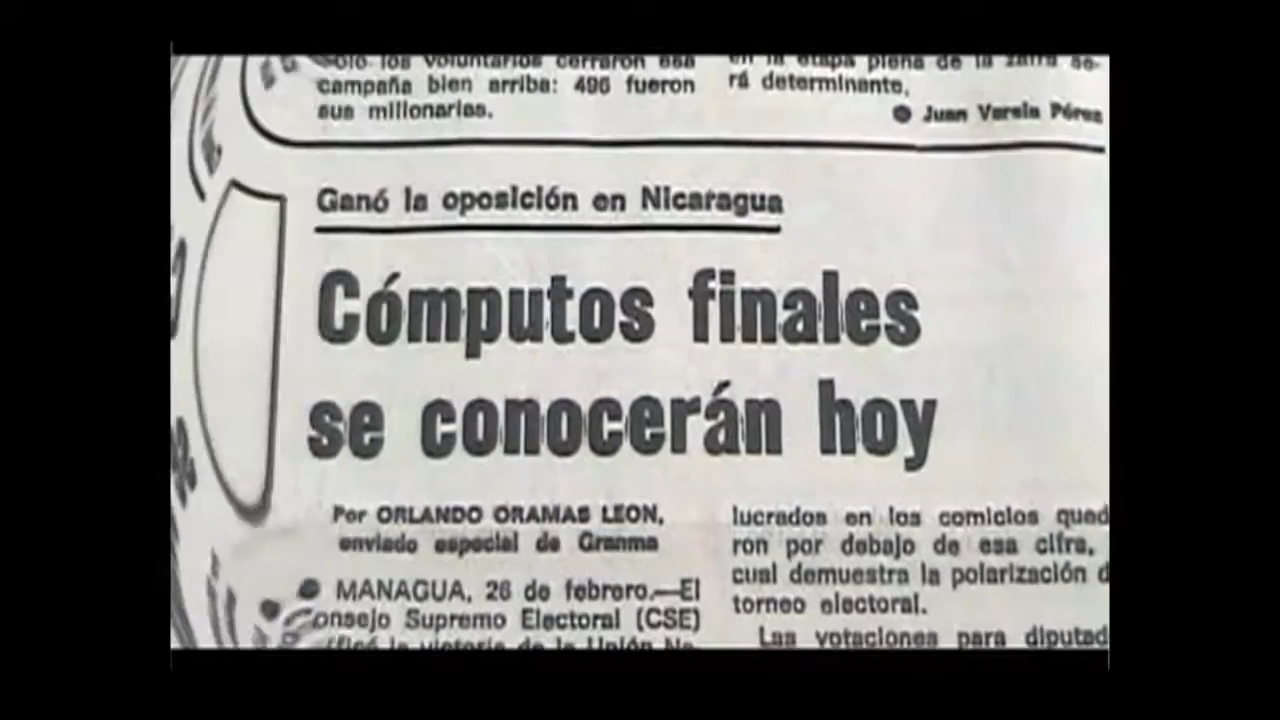 Sólo los voluntarios cerraron esa
campaña bien arriba: 496 fueron
sus millonarias.
en la etapa plena de la zafra se-
rá determinante.
● Juan Varela Pérez
Ganó la oposición en Nicaragua
Cómputos finales
se conocerán hoy
Por ORLANDO ORAMAS LEON,
enviado especial de Granma
● MANAGUA, 26 de febrero.—El
Consejo Supremo Electoral (CSE)
la victoria de la Unión Na-
lucrados en los comicios qued
ron por debajo de esa cifra,
cual demuestra la polarización d
torneo electoral.
Las votaciones para diputad